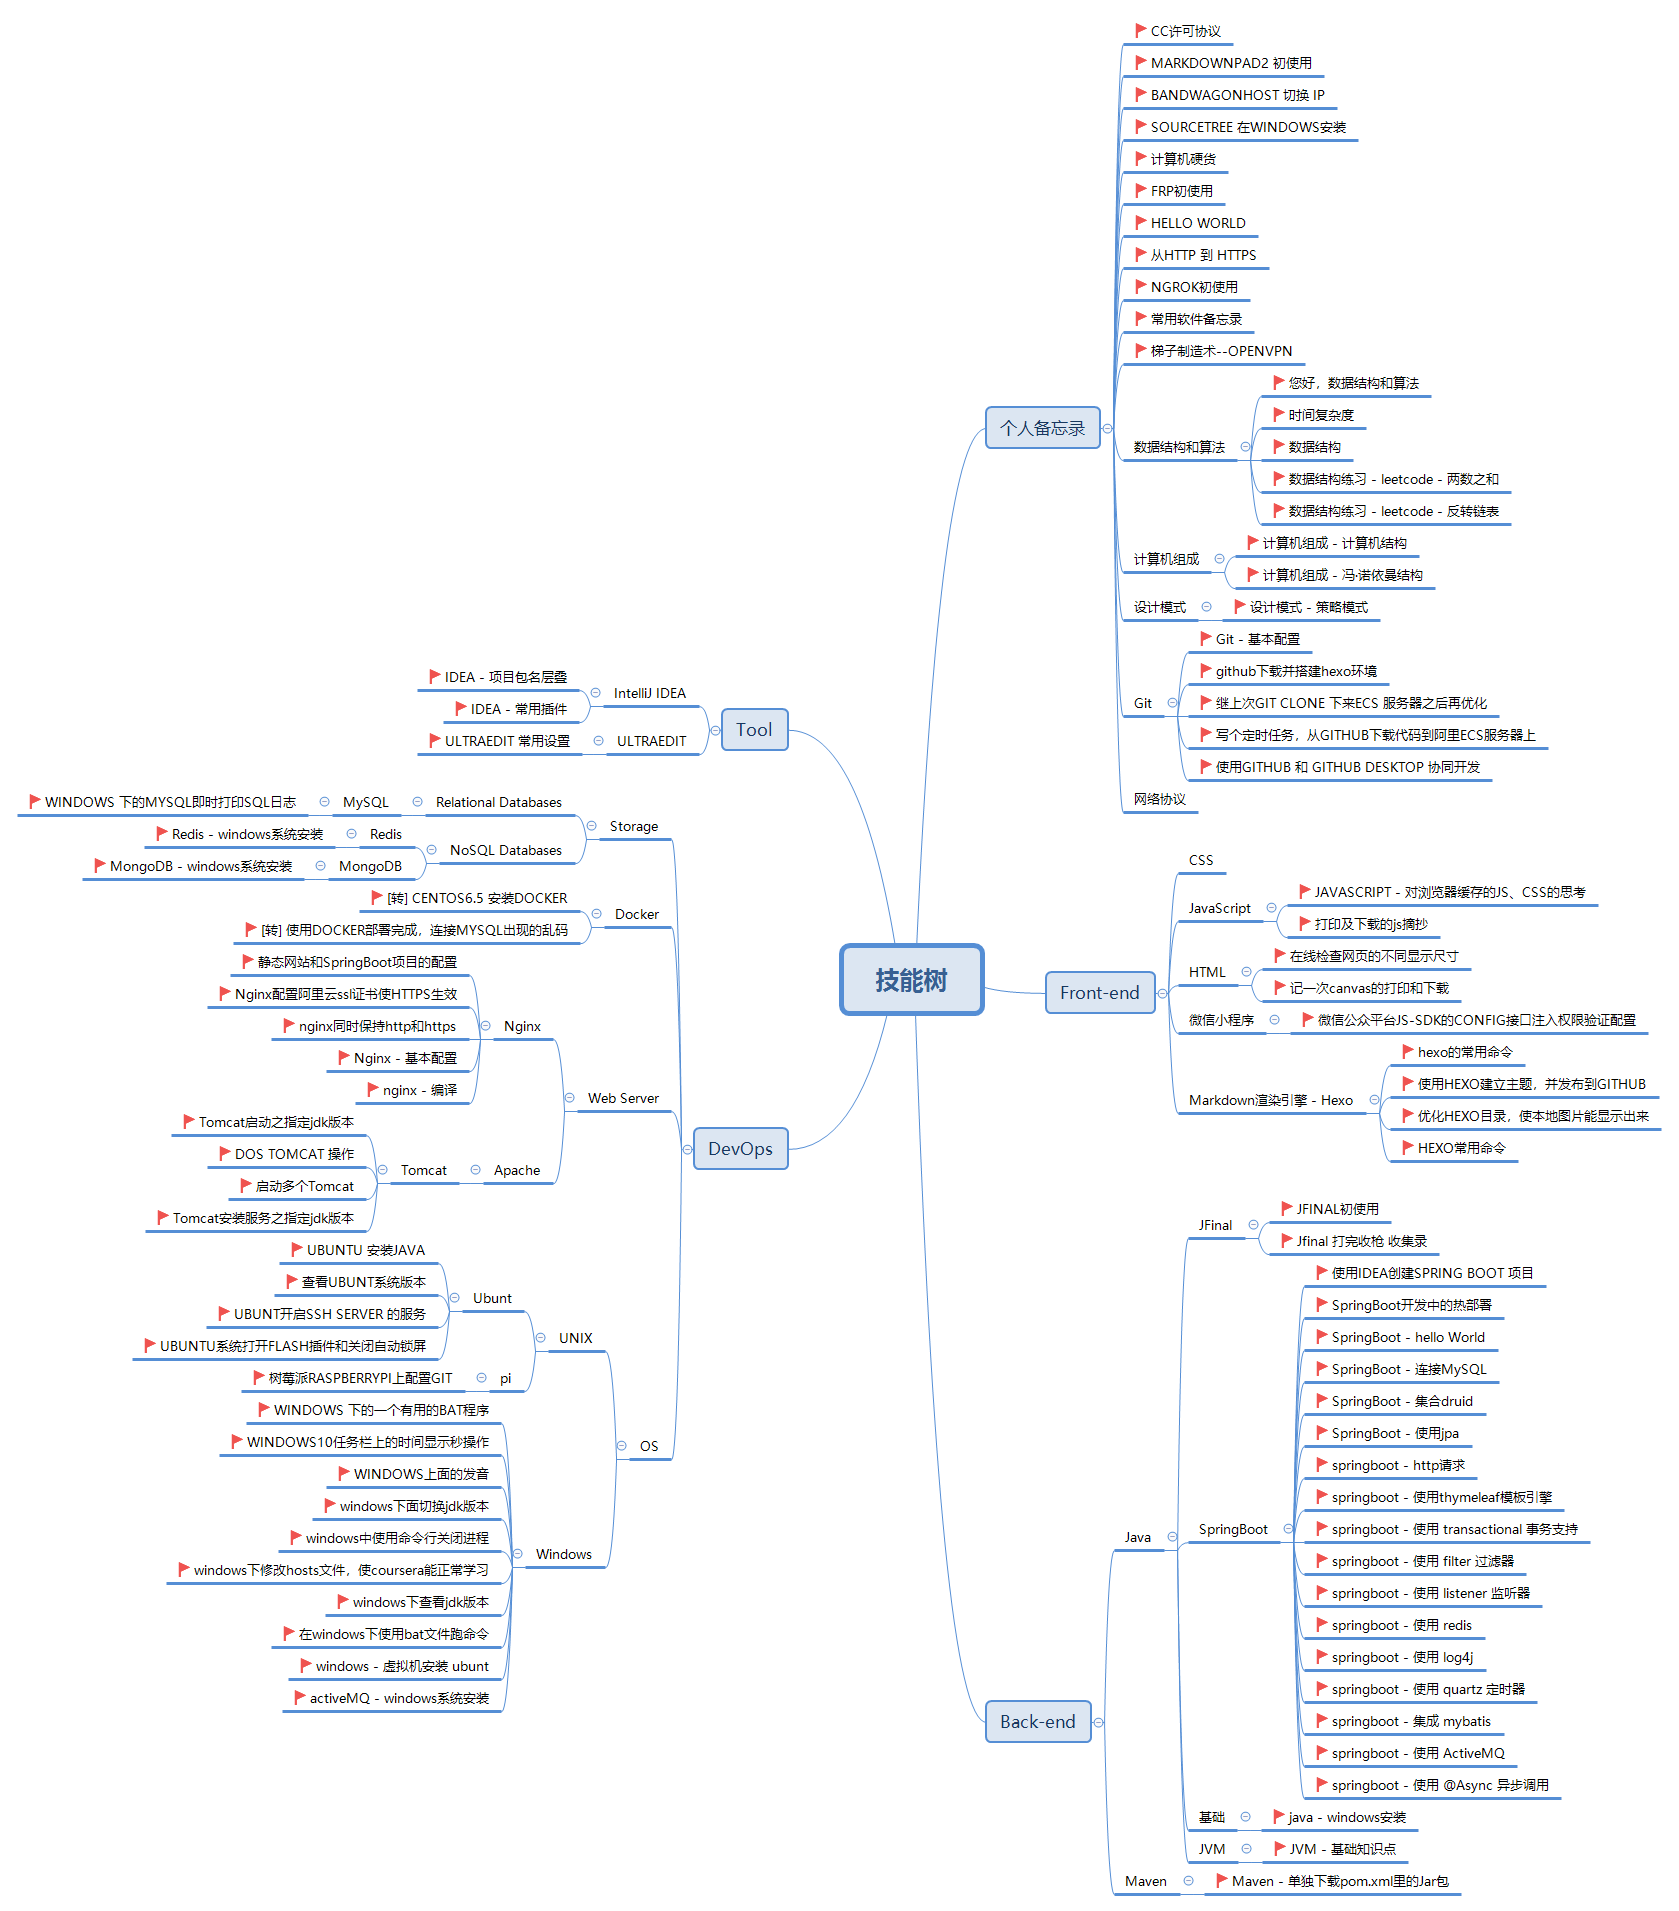 技能树
个人备忘录
CC许可协议
MARKDOWNPAD2 初使用
BANDWAGONHOST 切换 IP
SOURCETREE 在WINDOWS安装
计算机硬货
FRP初使用
HELLO WORLD
从HTTP 到 HTTPS
NGROK初使用
常用软件备忘录
梯子制造术--OPENVPN
数据结构和算法
您好，数据结构和算法
时间复杂度
数据结构
数据结构练习 - leetcode - 两数之和
数据结构练习 - leetcode - 反转链表
计算机组成
计算机组成 - 计算机结构
计算机组成 - 冯·诺依曼结构
设计模式
设计模式 - 策略模式
Git
Git - 基本配置
github下载并搭建hexo环境
继上次GIT CLONE 下来ECS 服务器之后再优化
写个定时任务，从GITHUB下载代码到阿里ECS服务器上
使用GITHUB 和 GITHUB DESKTOP 协同开发
网络协议
Front-end
CSS
JavaScript
JAVASCRIPT - 对浏览器缓存的JS、CSS的思考
打印及下载的js摘抄
HTML
在线检查网页的不同显示尺寸
记一次canvas的打印和下载
微信小程序
微信公众平台JS-SDK的CONFIG接口注入权限验证配置
Markdown渲染引擎 - Hexo
hexo的常用命令
使用HEXO建立主题，并发布到GITHUB
优化HEXO目录，使本地图片能显示出来
HEXO常用命令
Back-end
Java
JFinal
JFINAL初使用
Jfinal 打完收枪 收集录
SpringBoot
使用IDEA创建SPRING BOOT 项目
SpringBoot开发中的热部署
SpringBoot - hello World
SpringBoot - 连接MySQL
SpringBoot - 集合druid
SpringBoot - 使用jpa
springboot - http请求
springboot - 使用thymeleaf模板引擎
springboot - 使用 transactional 事务支持
springboot - 使用 filter 过滤器
springboot - 使用 listener 监听器
springboot - 使用 redis
springboot - 使用 log4j
springboot - 使用 quartz 定时器
springboot - 集成 mybatis
springboot - 使用 ActiveMQ
springboot - 使用 @Async 异步调用
基础
java - windows安装
JVM
JVM - 基础知识点
Maven
Maven - 单独下载pom.xml里的Jar包
Tool
IntelliJ IDEA
IDEA - 项目包名层叠
IDEA - 常用插件
ULTRAEDIT
ULTRAEDIT 常用设置
DevOps
Storage
Relational Databases
MySQL
WINDOWS 下的MYSQL即时打印SQL日志
NoSQL Databases
Redis
Redis - windows系统安装
MongoDB
MongoDB - windows系统安装
Docker
[转] CENTOS6.5 安装DOCKER
[转] 使用DOCKER部署完成，连接MYSQL出现的乱码
Web Server
Nginx
静态网站和SpringBoot项目的配置
Nginx配置阿里云ssl证书使HTTPS生效
nginx同时保持http和https
Nginx - 基本配置
nginx - 编译
Apache
Tomcat
Tomcat启动之指定jdk版本
DOS TOMCAT 操作
启动多个Tomcat
Tomcat安装服务之指定jdk版本
OS
UNIX
Ubunt
UBUNTU 安装JAVA
查看UBUNT系统版本
UBUNT开启SSH SERVER 的服务
UBUNTU系统打开FLASH插件和关闭自动锁屏
pi
树莓派RASPBERRYPI上配置GIT
Windows
WINDOWS 下的一个有用的BAT程序
WINDOWS10任务栏上的时间显示秒操作
WINDOWS上面的发音
windows下面切换jdk版本
windows中使用命令行关闭进程
windows下修改hosts文件，使coursera能正常学习
windows下查看jdk版本
在windows下使用bat文件跑命令
windows - 虚拟机安装 ubunt
activeMQ - windows系统安装